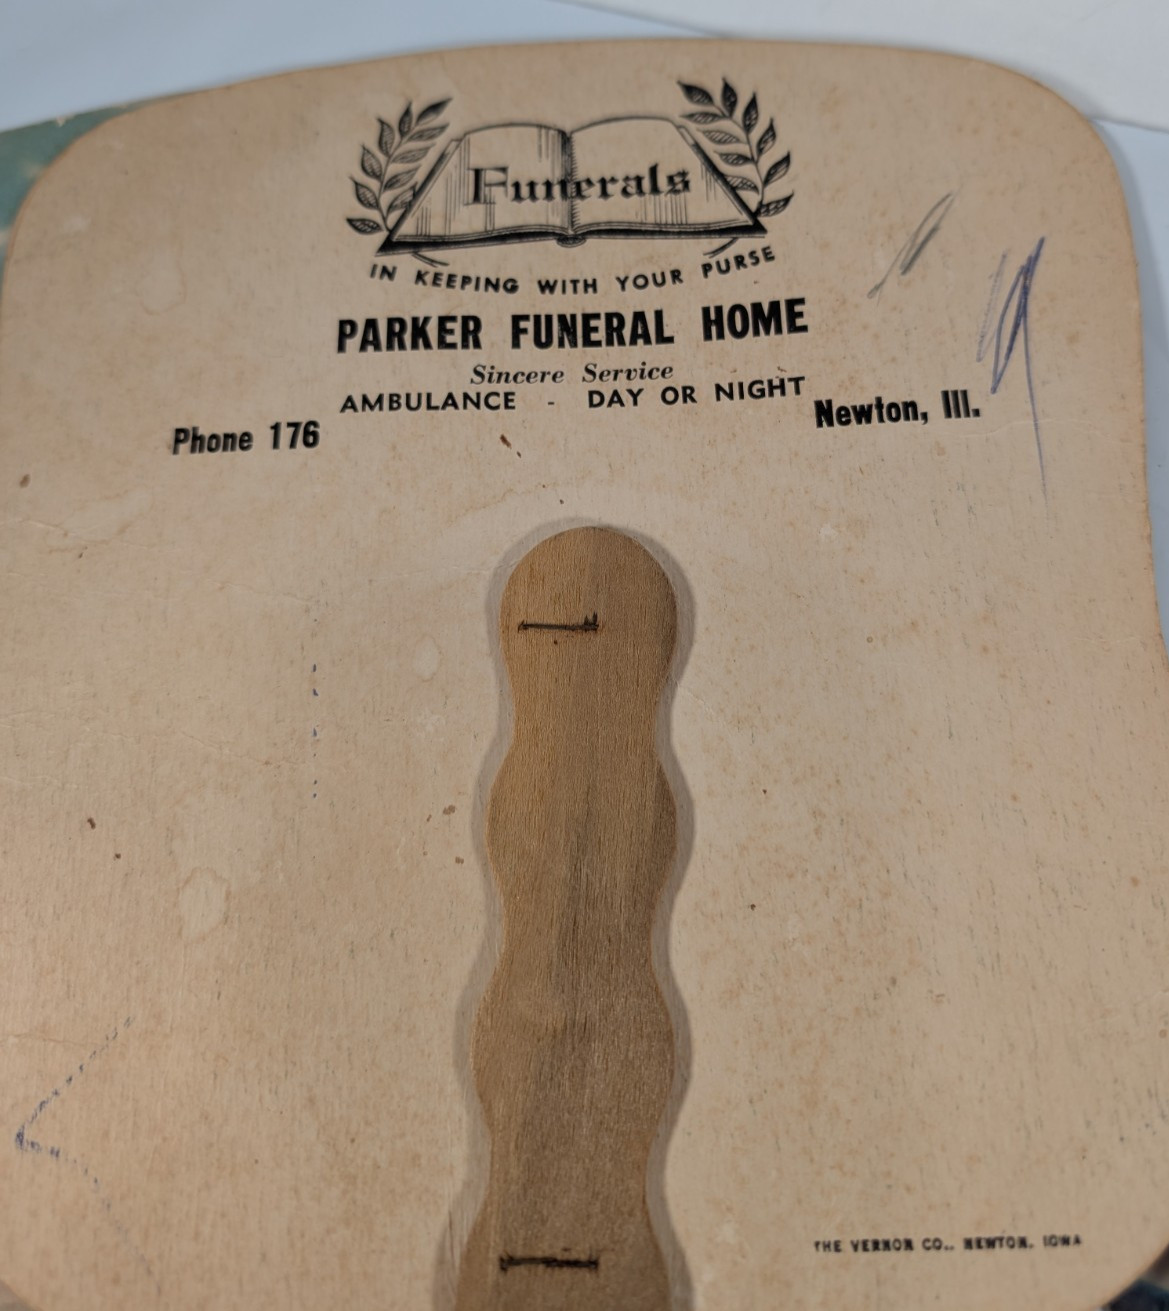 Funerals
IN KEEPING WITH YOUR PURSE
PARKER FUNERAL HOME
Sincere Service
AMBULANCE - DAY OR NIGHT
Phone 176
Newton, Ill.
THE VERNON CO., NEWTON, IOWA